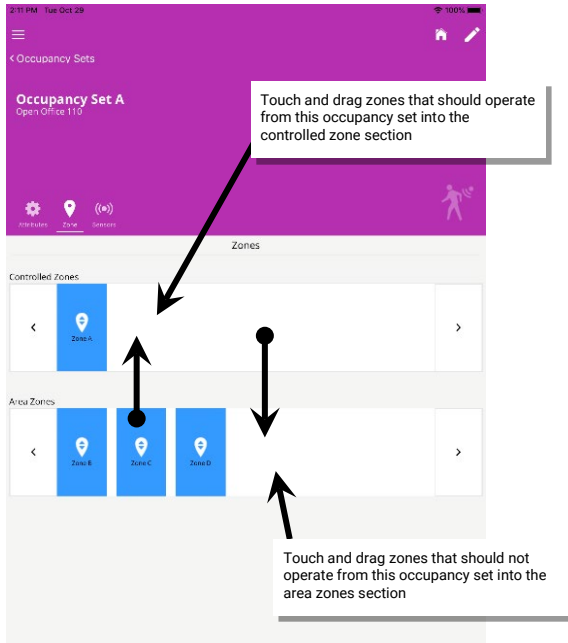 2:11 PM Tue Oct 29
100%
Occupancy Sets
Occupancy Set A
Open Office 110
Touch and drag zones that should operate
from this occupancy set into the
controlled zone section
Attributes Zone Sensors
Zones
Controlled Zones
Zone A
Area Zones
Zone B Zone C Zone D
Touch and drag zones that should not
operate from this occupancy set into the
area zones section